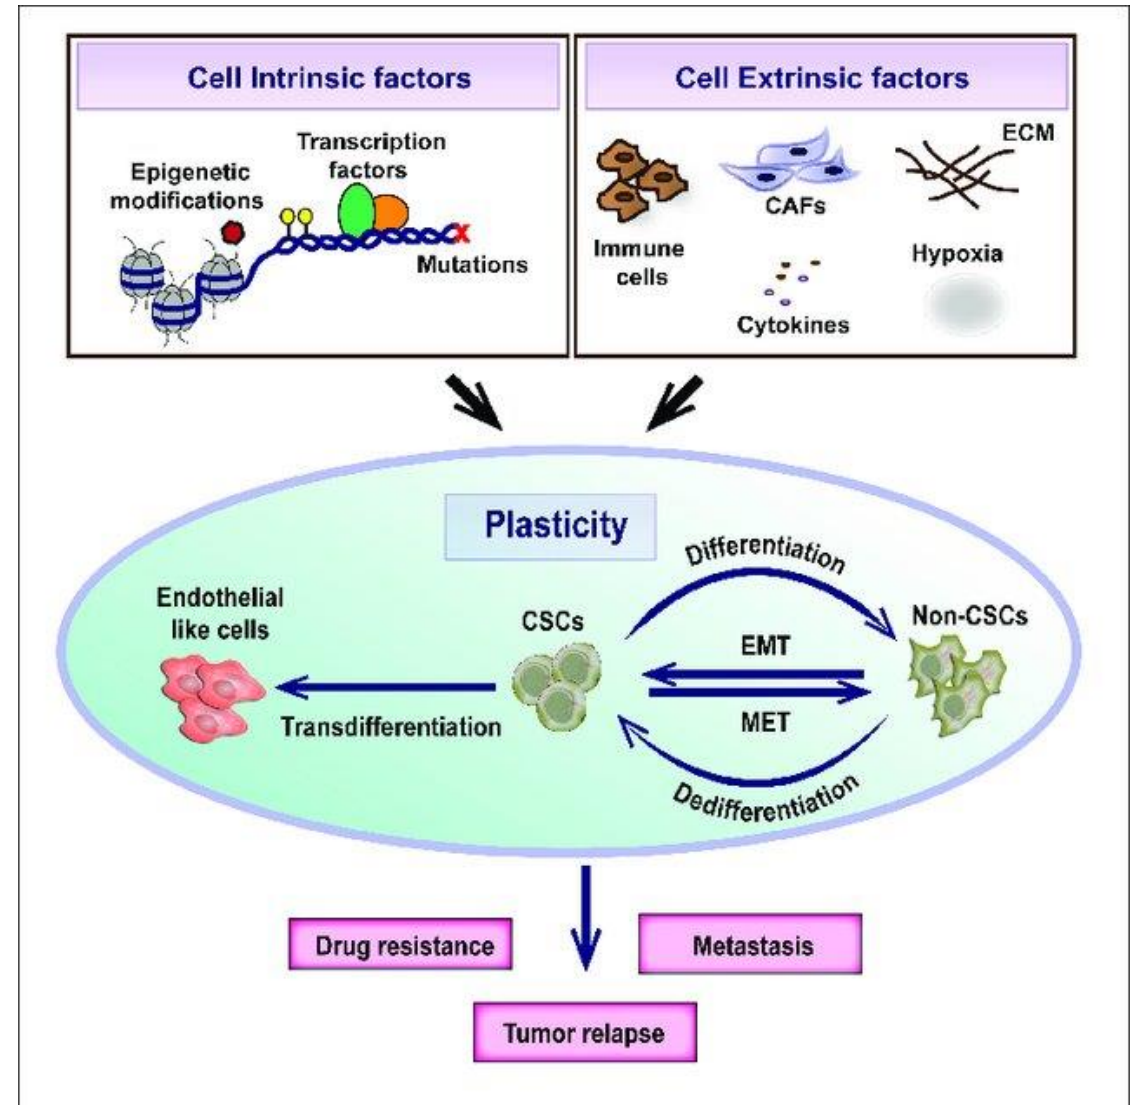 Cell Intrinsic factors
Epigenetic
modifications
Transcription
factors
Mutations
Cell Extrinsic factors
Immune
cells
CAFs
ECM
Cytokines
Hypoxia
Plasticity
Endothelial
like cells
Transdifferentiation
CSCs
Differentiation
EMT
MET
Dedifferentiation
Non-CSCs
Drug resistance
Metastasis
Tumor relapse